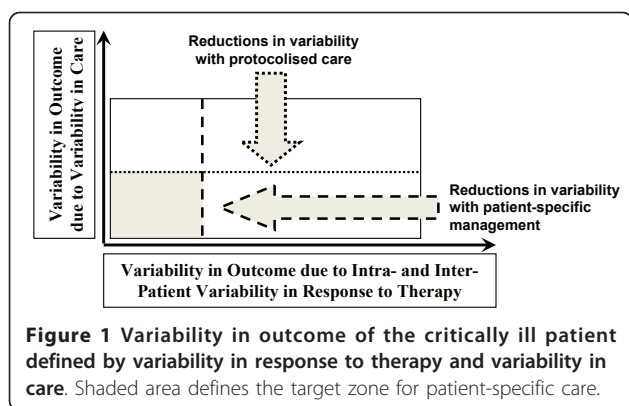 Reductions in variability
with protocolised care
Variability in Outcome
due to Variability in Care
Reductions in variability
with patient-specific
management
Variability in Outcome due to Intra- and Inter-
Patient Variability in Response to Therapy
Figure 1 Variability in outcome of the critically ill patient
defined by variability in response to therapy and variability in
care. Shaded area defines the target zone for patient-specific care.